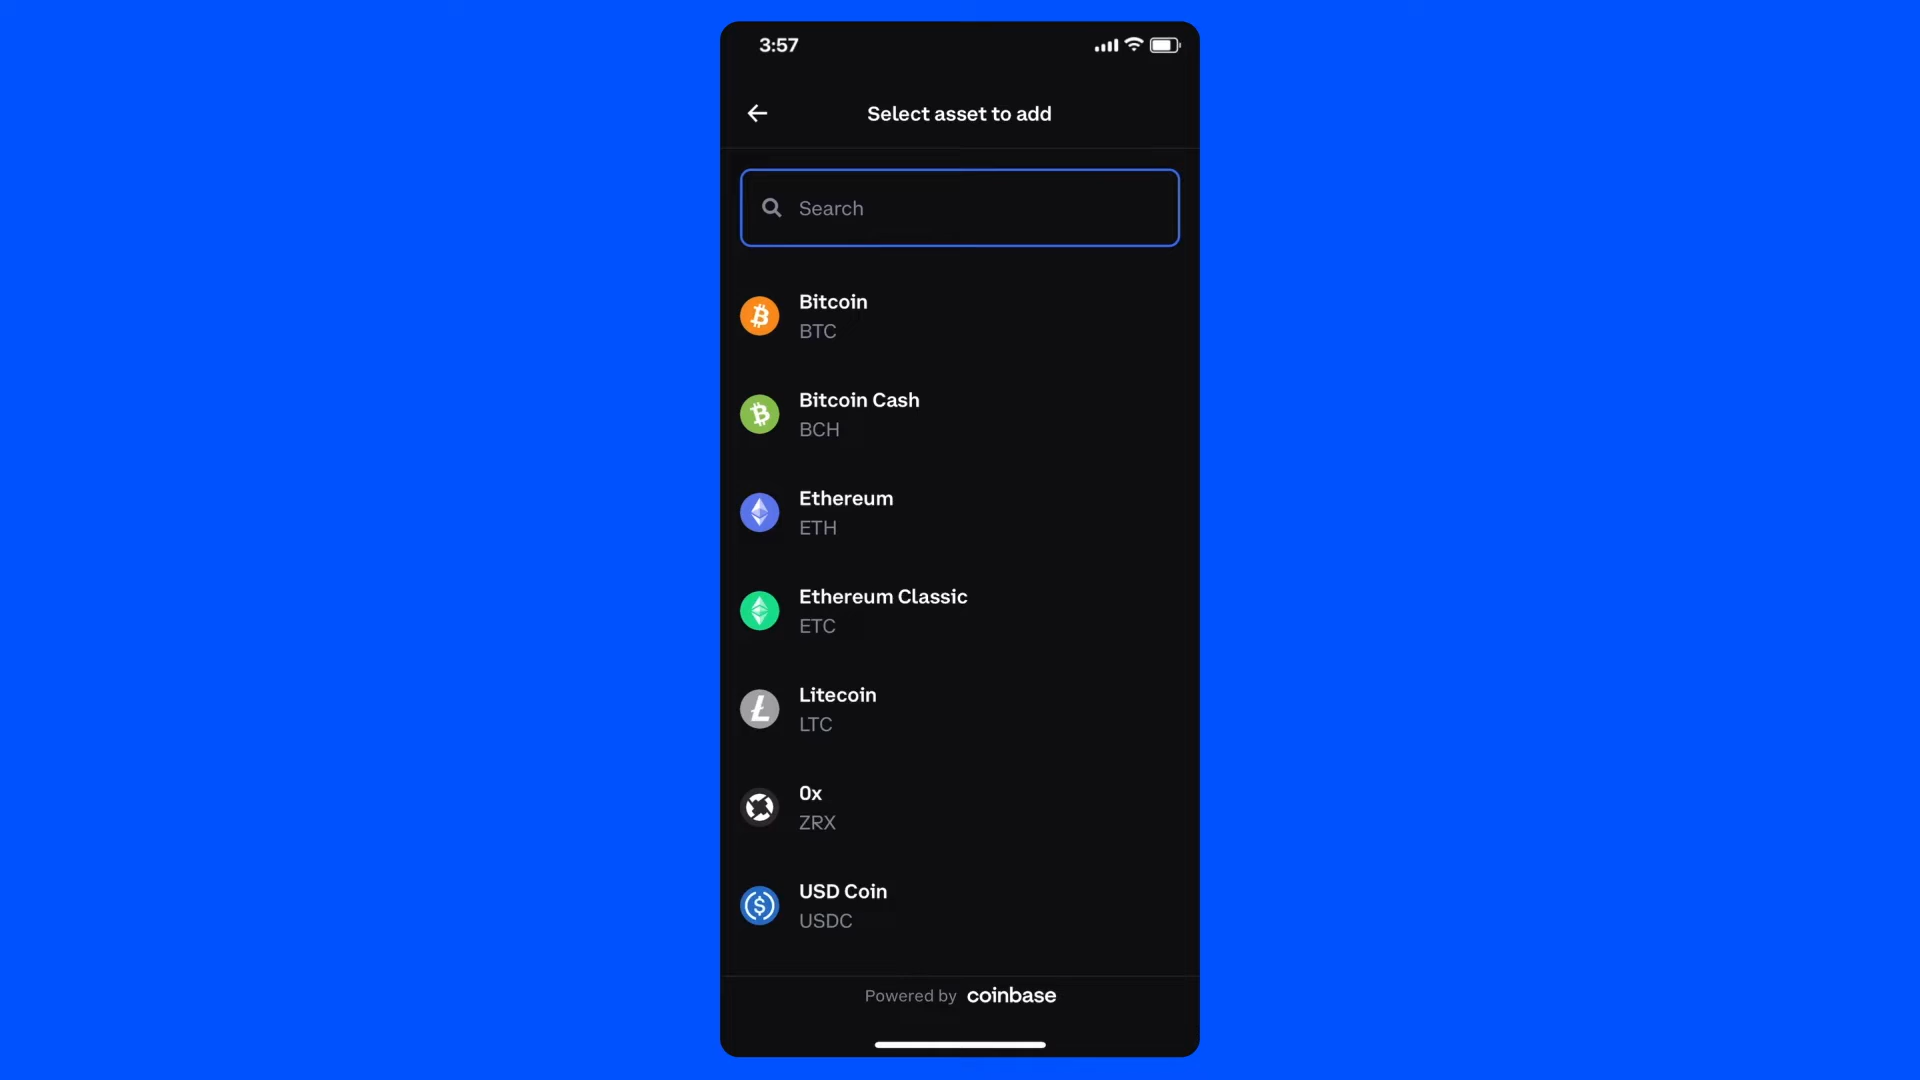 3:57
Select asset to add
Search
Bitcoin
BTC
Bitcoin Cash
BCH
Ethereum
ETH
Ethereum Classic
ETC
Litecoin
LTC
0x
ZRX
USD Coin
USDC
Powered by coinbase